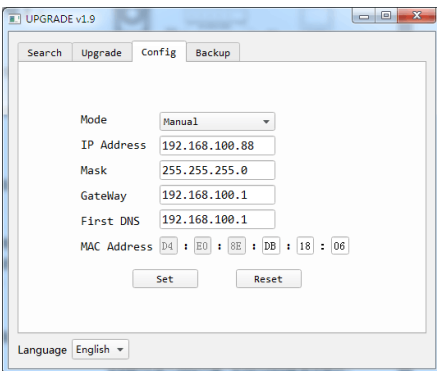 UPGRADE v1.9
Search Upgrade Config Backup
Mode Manual
IP Address 192.168.100.88
Mask 255.255.255.0
GateWay 192.168.100.1
First DNS 192.168.100.1
MAC Address D4 : E0 : 8E : DB : 18 : 06
Set Reset
Language English